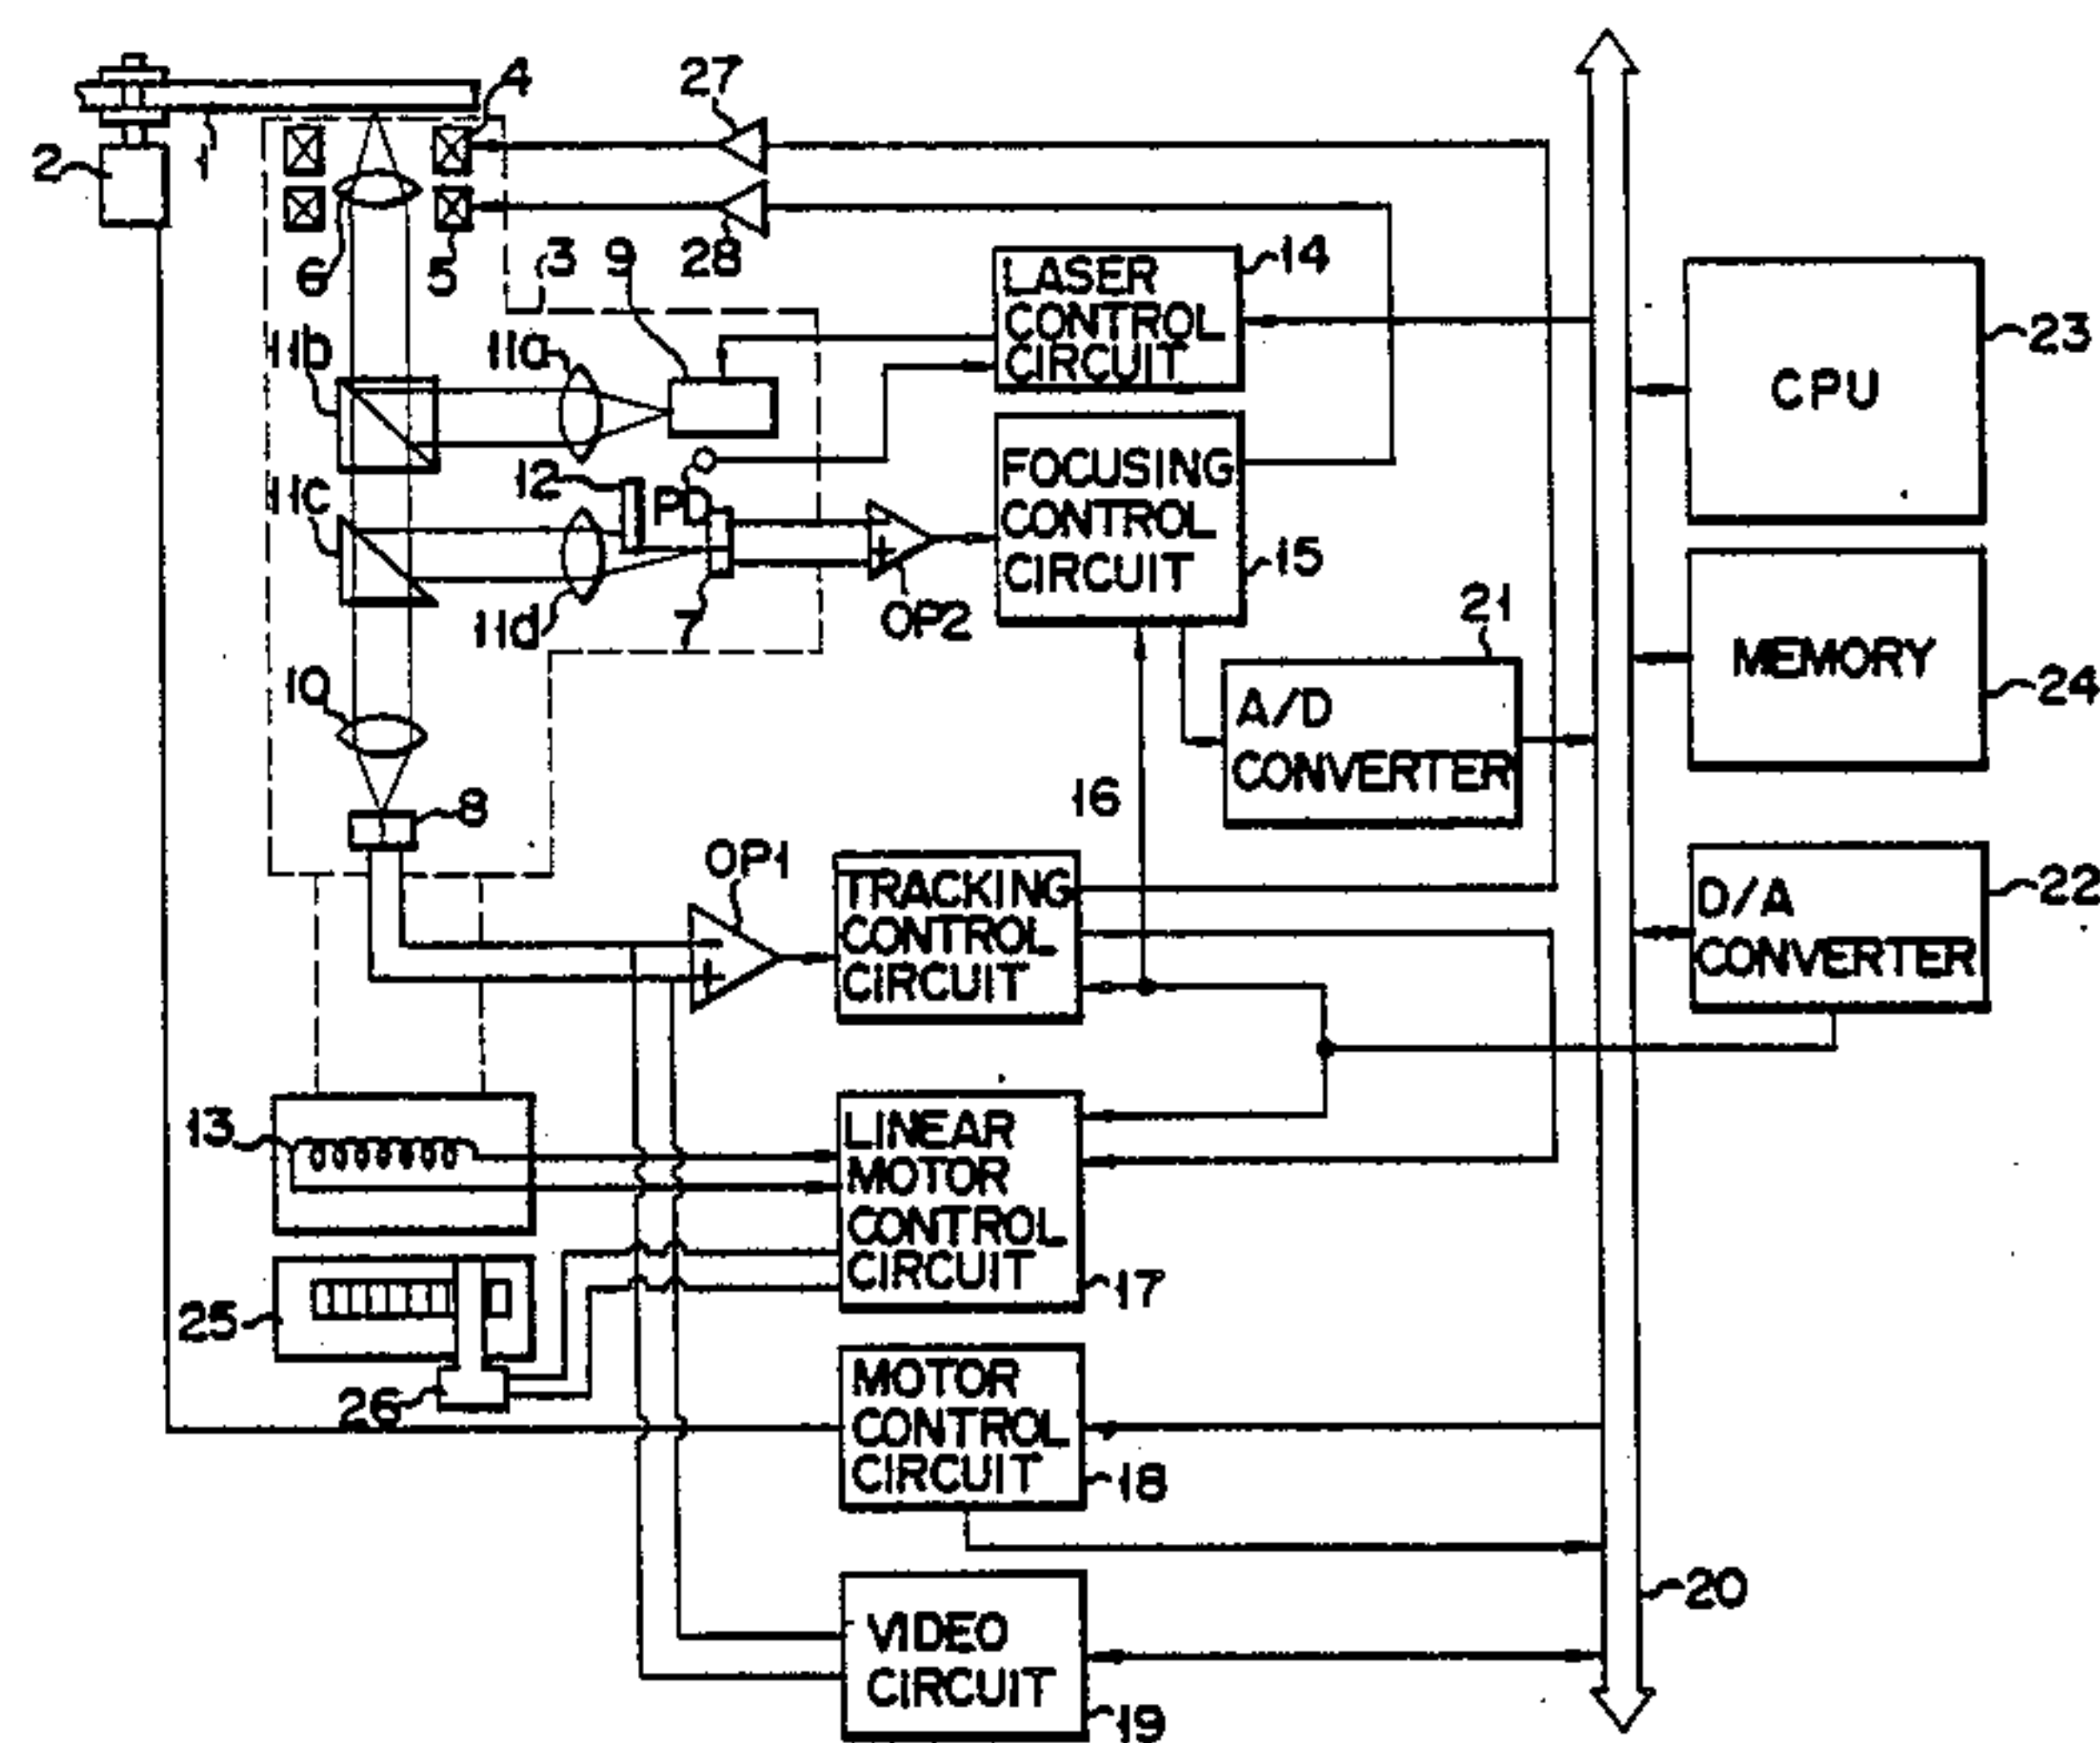 4
27
2
1
6
5
3
9
28
LASER
CONTROL
CIRCUIT
14
11b
11a
CPU
23
12
PD
FOCUSING
CONTROL
CIRCUIT
15
11c
11d
7
OP2
21
MEMORY
24
10
A/D
CONVERTER
16
8
OP1
TRACKING
CONTROL
CIRCUIT
D/A
CONVERTER
22
13
LINEAR
MOTOR
CONTROL
CIRCUIT
17
25
26
MOTOR
CONTROL
CIRCUIT
18
20
VIDEO
CIRCUIT
19